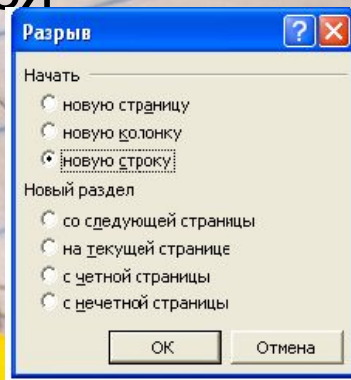 Разрыв
Начать
новую страницу
новую колонку
новую строку
Новый раздел
со следующей страницы
на текущей странице
с четной страницы
с нечетной страницы
ОК Отмена